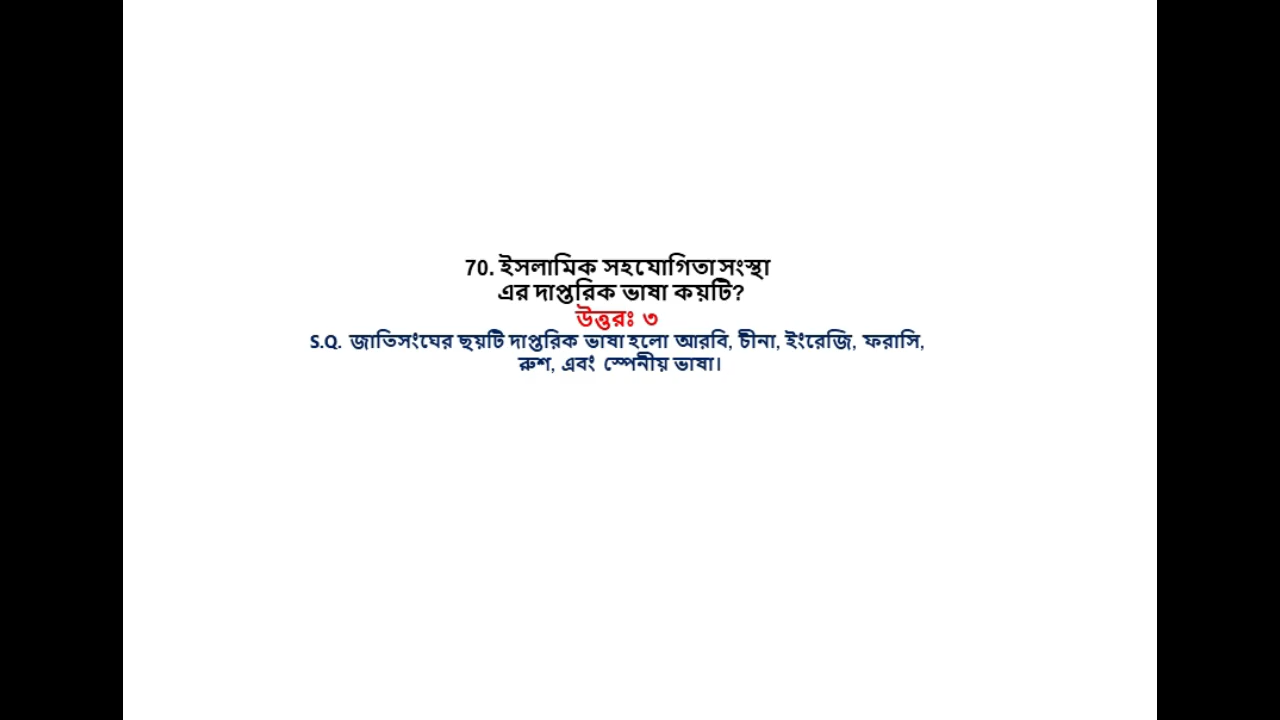 70. ইসলামিক সহযোগিতা সংস্থা
এর দাপ্তরিক ভাষা কয়টি?
উত্তরঃ ৩
S.Q. জাতিসংঘের ছয়টি দাপ্তরিক ভাষা হলো আরবি, চীনা, ইংরেজি, ফরাসি,
রুশ, এবং স্পেনীয় ভাষা।